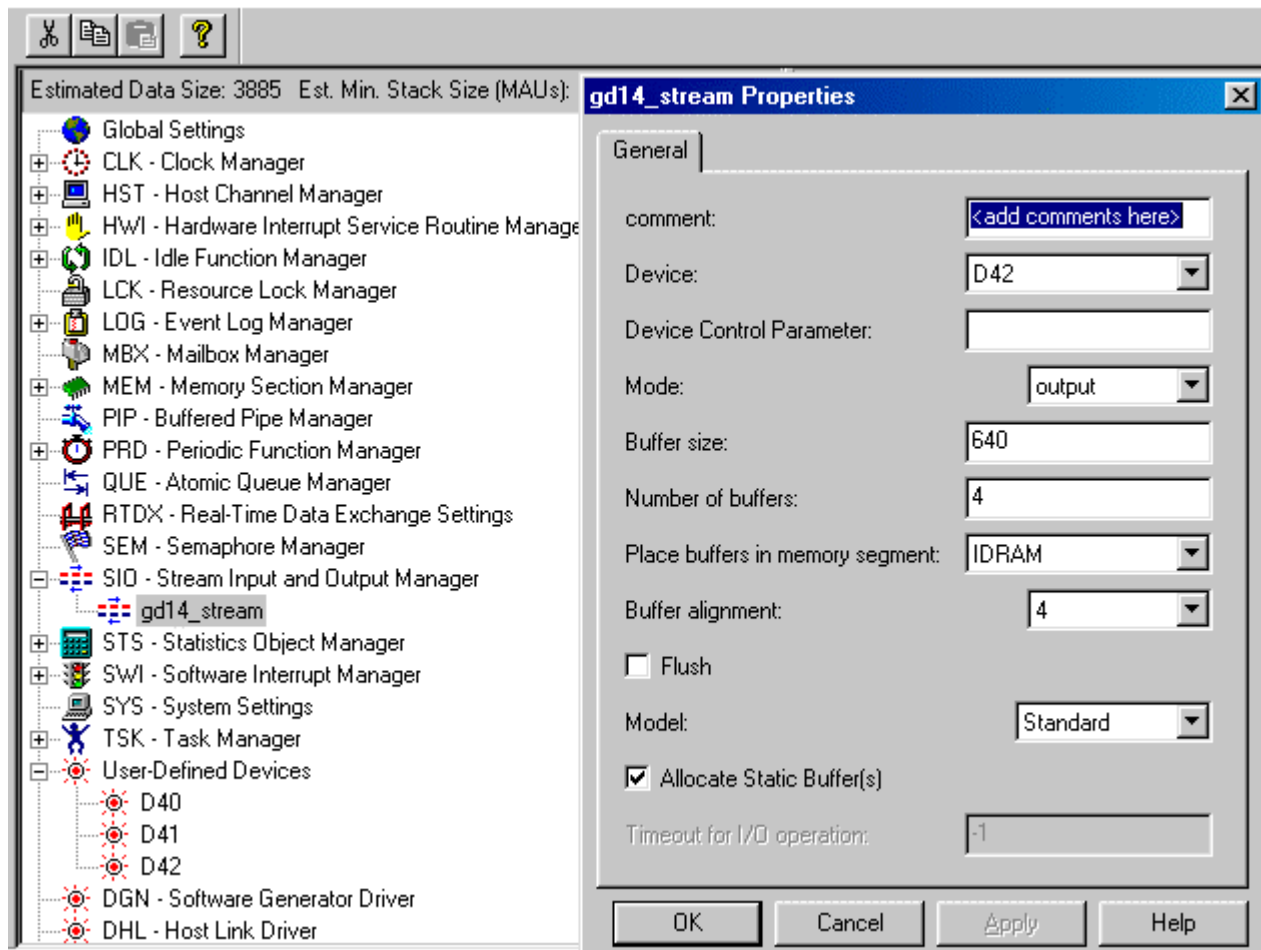 Estimated Data Size: 3885 Est. Min. Stack Size (MAUs):
Global Settings
CLK - Clock Manager
HST - Host Channel Manager
HWI - Hardware Interrupt Service Routine Manage
IDL - Idle Function Manager
LCK - Resource Lock Manager
LOG - Event Log Manager
MBX - Mailbox Manager
MEM - Memory Section Manager
PIP - Buffered Pipe Manager
PRD - Periodic Function Manager
QUE - Atomic Queue Manager
RTDX - Real-Time Data Exchange Settings
SEM - Semaphore Manager
SIO - Stream Input and Output Manager
gd14_stream
STS - Statistics Object Manager
SWI - Software Interrupt Manager
SYS - System Settings
TSK - Task Manager
User-Defined Devices
D40
D41
D42
DGN - Software Generator Driver
DHL - Host Link Driver
gd14_stream Properties
General
comment: <add comments here>
Device: D42
Device Control Parameter:
Mode: output
Buffer size: 640
Number of buffers: 4
Place buffers in memory segment: IDRAM
Buffer alignment: 4
Flush
Model: Standard
Allocate Static Buffer(s)
Timeout for I/O operation: -1
OK Cancel Apply Help